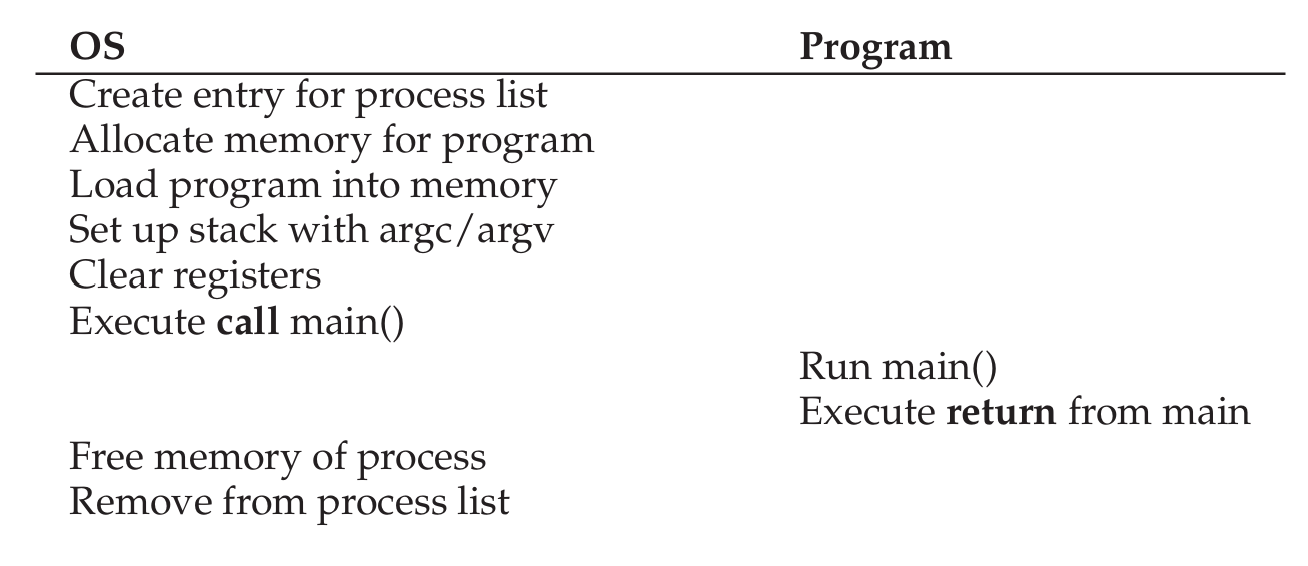 OS Program
Create entry for process list
Allocate memory for program
Load program into memory
Set up stack with argc/argv
Clear registers
Execute call main()
Run main()
Execute return from main
Free memory of process
Remove from process list